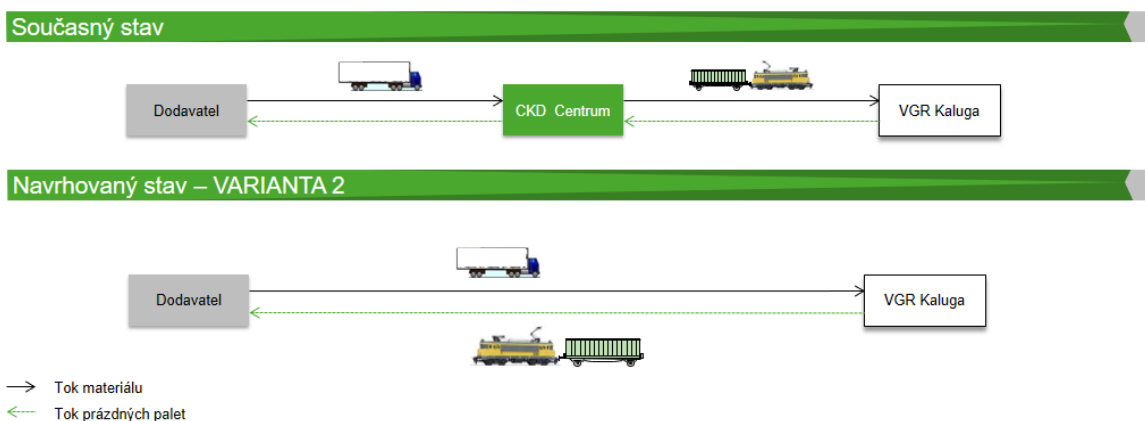 Současný stav
Dodavatel
CKD Centrum
VGR Kaluga
Navrhovaný stav – VARIANTA 2
Dodavatel
VGR Kaluga
Tok materiálu
Tok prázdných palet